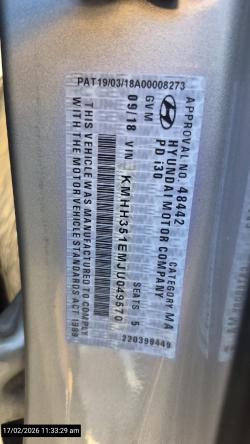 PAT19/03/18A00008273
APPROVAL NO. 48442 CATEGORY: MA
HYUNDAI MOTOR COMPANY
PD i30
GVM SEATS 5
09/18 VIN KMHH351EMJU049570
THIS VEHICLE WAS MANUFACTURED TO COMPLY
WITH THE MOTOR VEHICLE STANDARDS ACT 1989
220399449
17/02/2026 11:33:29 am